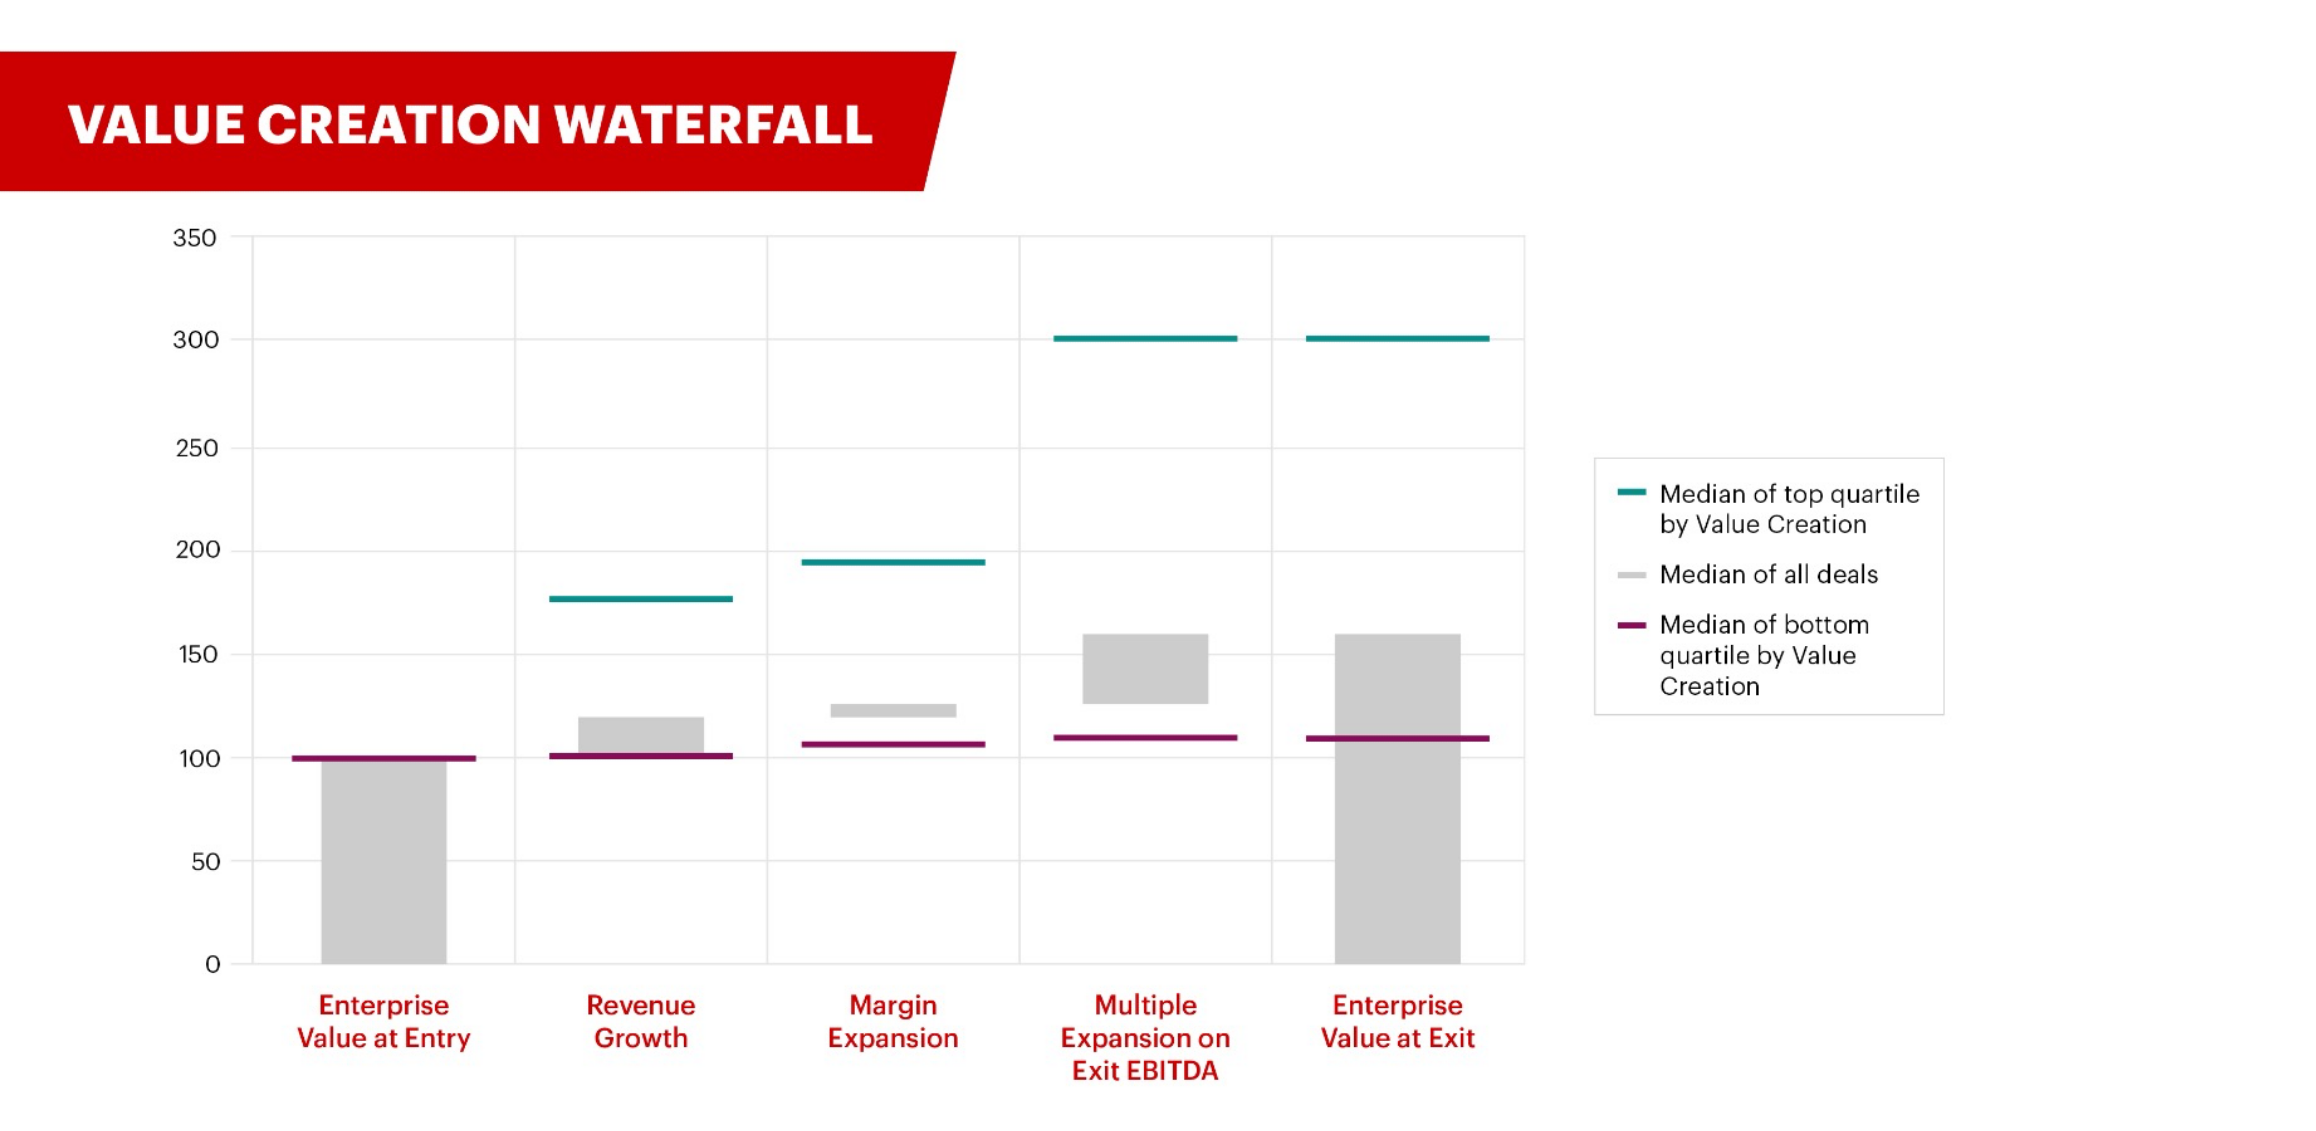 VALUE CREATION WATERFALL
350
300
250
200
150
100
50
0
Enterprise
Value at Entry
Revenue
Growth
Margin
Expansion
Multiple
Expansion on
Exit EBITDA
Enterprise
Value at Exit
Median of top quartile
by Value Creation
Median of all deals
Median of bottom
quartile by Value
Creation